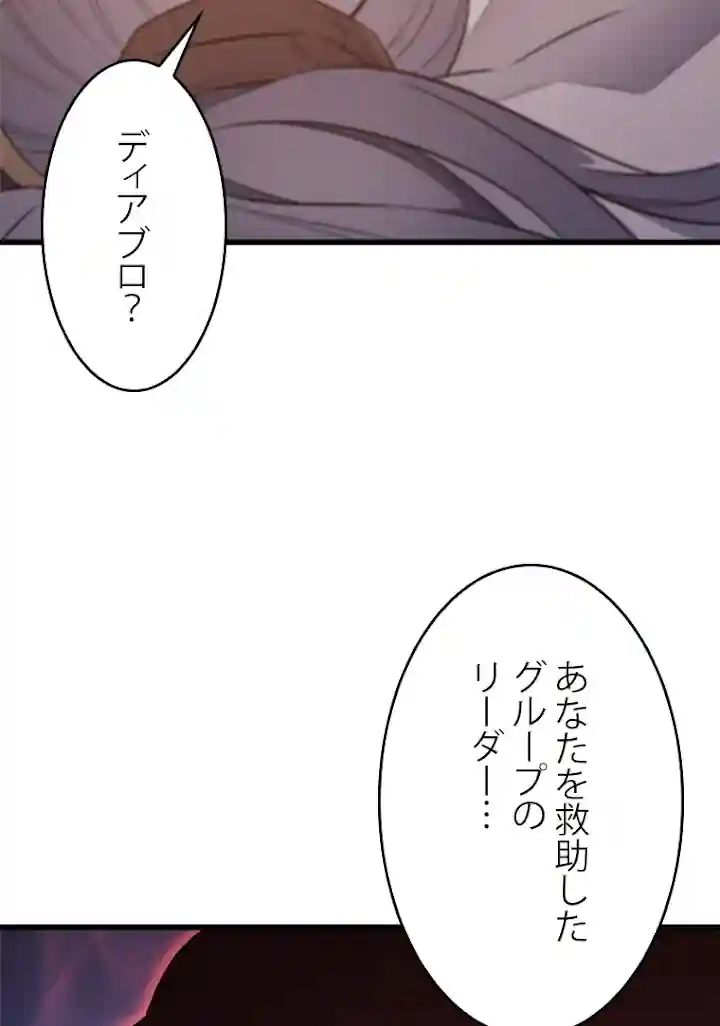 ディアブロ？
あなたを救助した
グループの
リーダー…